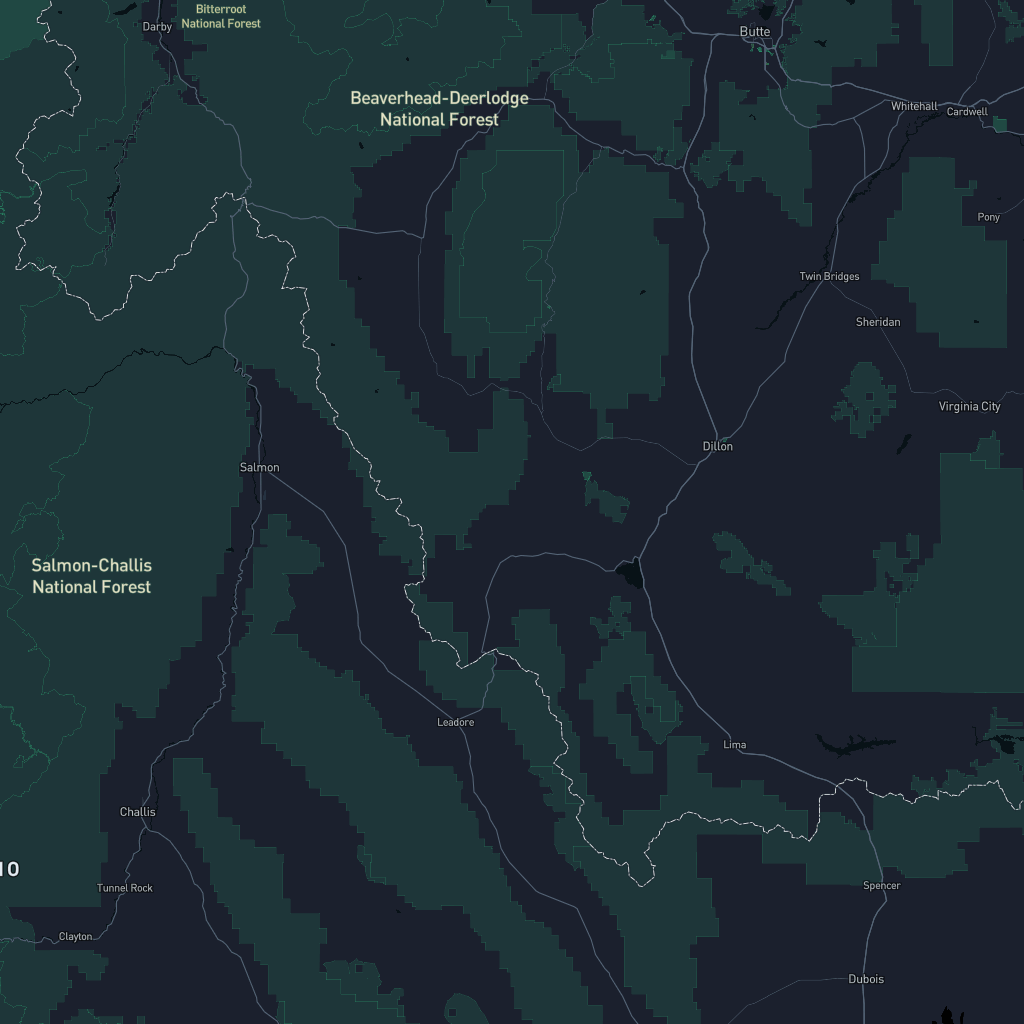 Bitterroot
National Forest
Darby
Butte
Beaverhead-Deerlodge
National Forest
Whitehall
Cardwell
Pony
Twin Bridges
Sheridan
Virginia City
Dillon
Salmon
Salmon-Challis
National Forest
Leadore
Lima
Challis
10
Tunnel Rock
Spencer
Clayton
Dubois